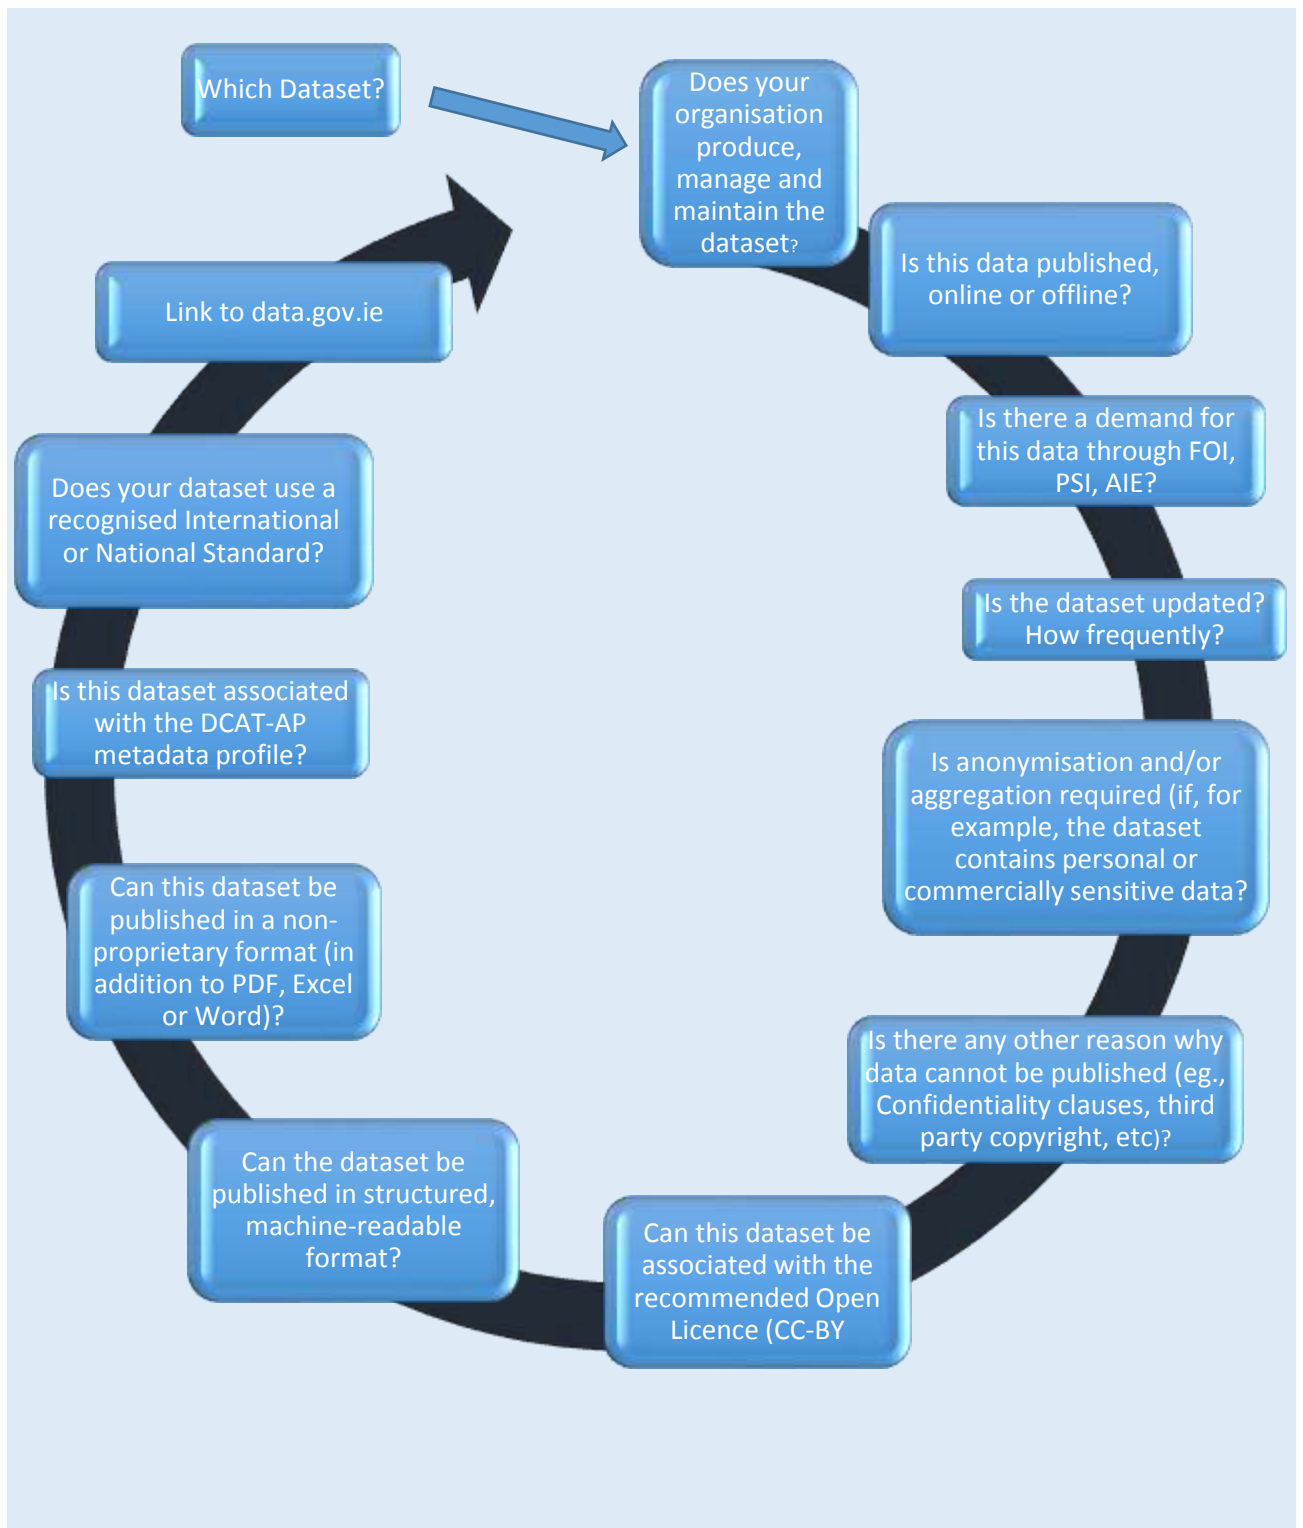 Which Dataset?
Does your
organisation
produce,
manage and
maintain the
dataset?
Is this data published,
online or offline?
Is there a demand for
this data through FOI,
PSI, AIE?
Is the dataset updated?
How frequently?
Is anonymisation and/or
aggregation required (if, for
example, the dataset
contains personal or
commercially sensitive data?
Is there any other reason why
data cannot be published (eg.,
Confidentiality clauses, third
party copyright, etc)?
Can this dataset be
associated with the
recommended Open
Licence (CC-BY
Can the dataset be
published in structured,
machine-readable
format?
Can this dataset be
published in a non-
proprietary format (in
addition to PDF, Excel
or Word)?
Is this dataset associated
with the DCAT-AP
metadata profile?
Does your dataset use a
recognised International
or National Standard?
Link to data.gov.ie